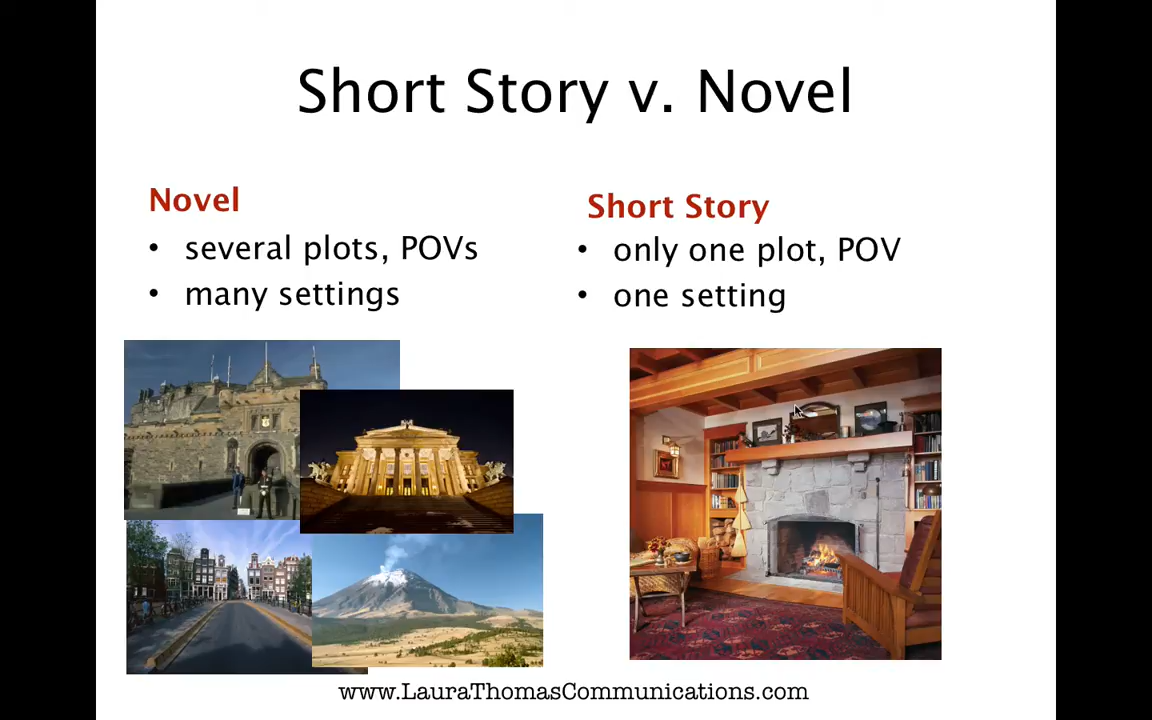 Short Story v. Novel
Novel
• several plots, POVs
• many settings
Short Story
• only one plot, POV
• one setting
www.LauraThomasCommunications.com